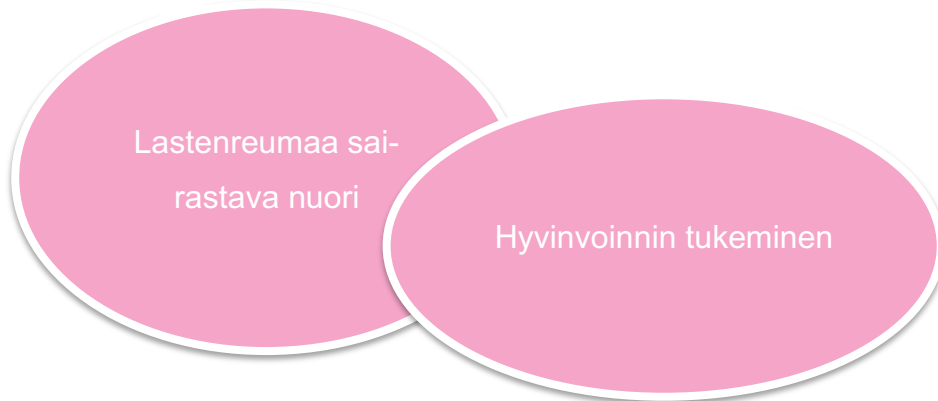 Lastenreumaa sai-
rastava nuori
Hyvinvoinnin tukeminen